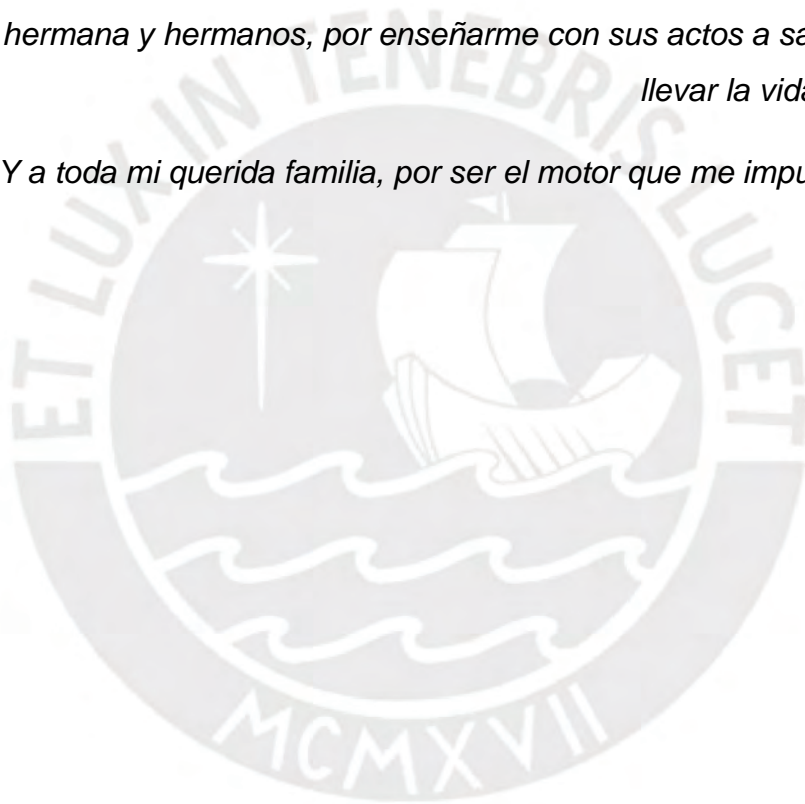 hermana y hermanos, por enseñarme con sus actos a
llevar la vida
Y a toda mi querida familia, por ser el motor que me
ET LUX IN TENEBRIS LUCET
MCMXVII